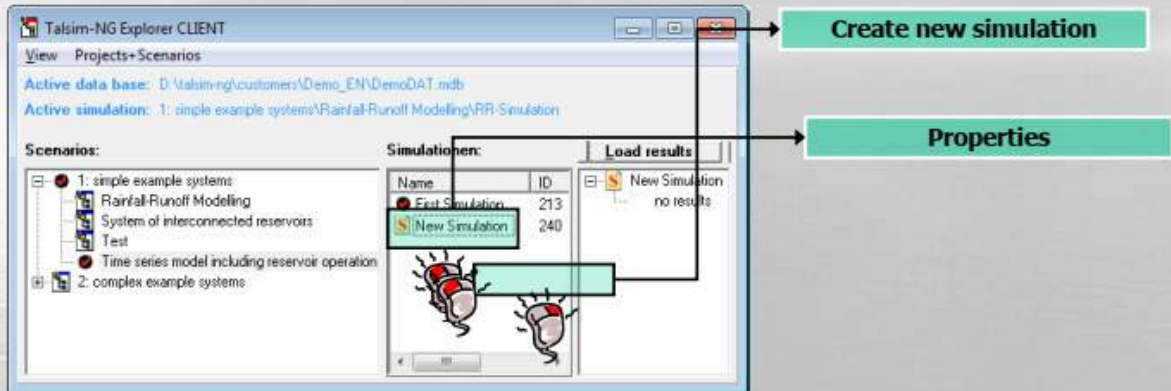 Talsim-NG Explorer CLIENT
Create new simulation
View Projects+Scenarios
Active data base: D:\talsim-ng\customers\Demo_EN\DemoDAT.mdb
Active simulation: 1: simple example systems\Rainfall-Runoff Modelling\RR-Simulation
Properties
Scenarios:
Simulationen:
Load results
1: simple example systems
Rainfall-Runoff Modelling
System of interconnected reservoirs
Test
Time series model including reservoir operation
2: complex example systems
Name ID
First Simulation 213
New Simulation 240
New Simulation
no results